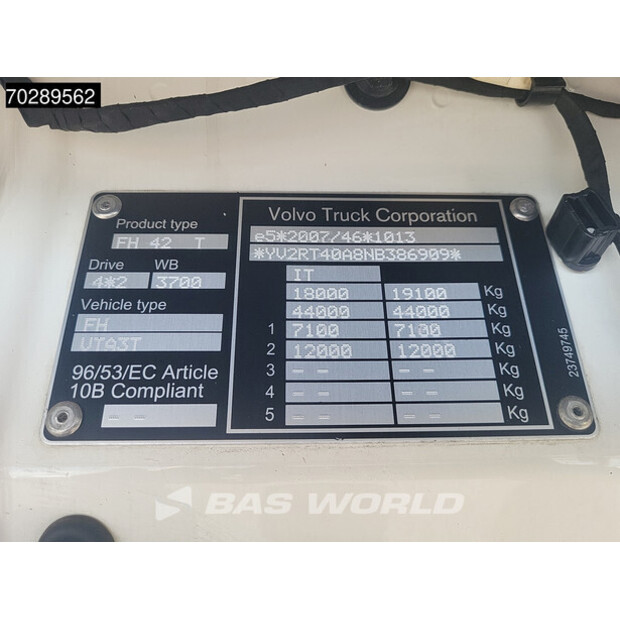 70289562
Product type
FH 42 T
Drive WB
4*2 3700
Vehicle type
FH
VTA3T
96/53/EC Article
10B Compliant
-- --
Volvo Truck Corporation
e5*2007/46*1013
*YV2RT40A8NB386909*
IT
18000 19100 Kg
44000 44000 Kg
1 7100 7100 Kg
2 12000 12000 Kg
3 -- -- -- -- Kg
4 -- -- -- -- Kg
5 -- -- -- -- Kg
23749745
BAS WORLD